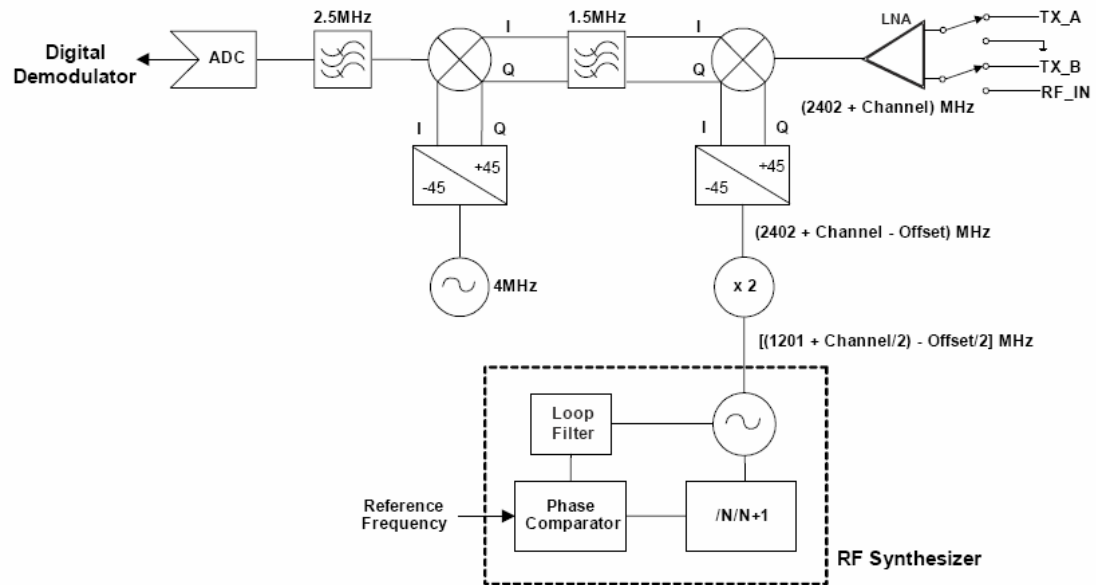 2.5MHz
1.5MHz
LNA
TX_A
Digital
Demodulator
ADC
I
I
Q
Q
TX_B
RF_IN
(2402 + Channel) MHz
I
Q
I
Q
+45
-45
+45
-45
(2402 + Channel - Offset) MHz
4MHz
x 2
[(1201 + Channel/2) - Offset/2] MHz
Loop
Filter
Reference
Frequency
Phase
Comparator
/N/N+1
RF Synthesizer